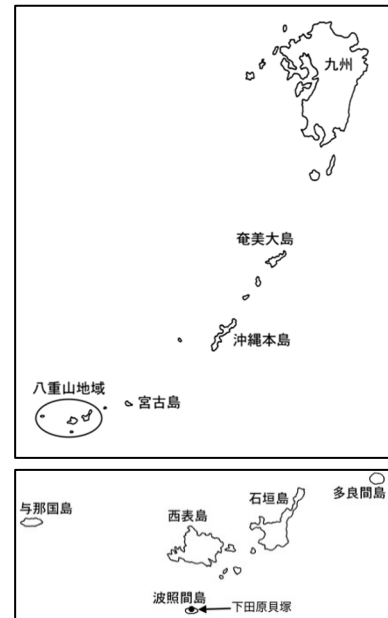 九州
奄美大島
沖縄本島
八重山地域
宮古島
多良間島
石垣島
与那国島
西表島
波照間島
下田原貝塚